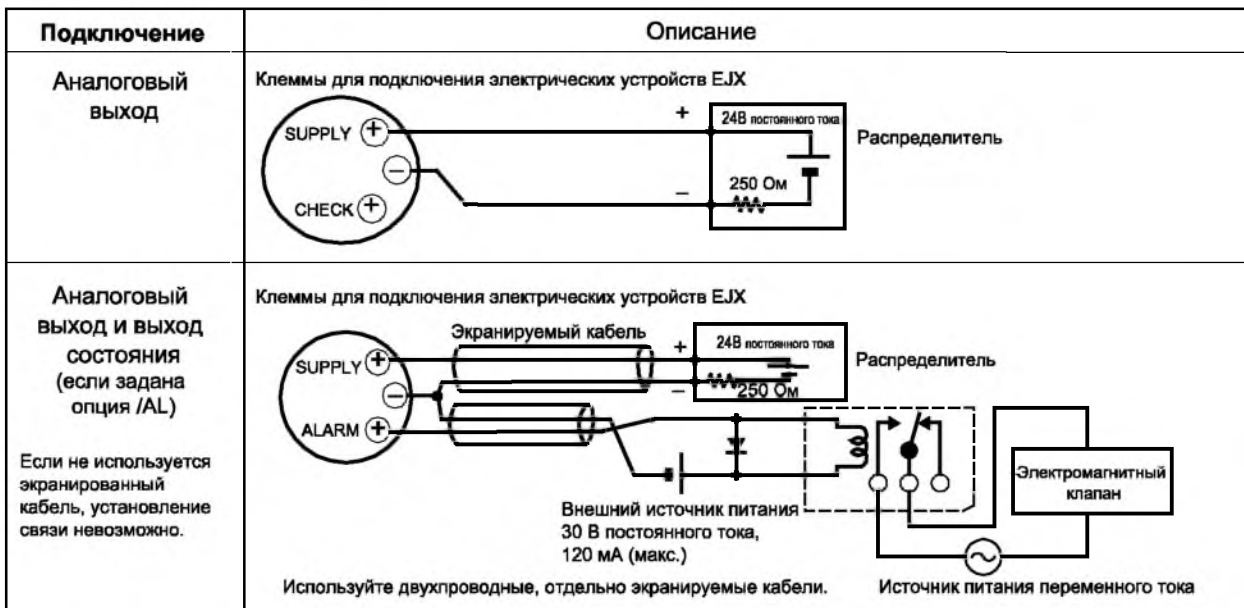 Подключение
Описание
Аналоговый
выход
Клеммы для подключения электрических устройств EJX
SUPPLY +
−
CHECK +
+
−
24В постоянного тока
250 Ом
Распределитель
Аналоговый
выход и выход
состояния
(если задана
опция /AL)
Если не используется
экранированный
кабель, установление
связи невозможно.
Клеммы для подключения электрических устройств EJX
Экранируемый кабель
SUPPLY +
−
ALARM +
+
−
24В постоянного тока
250 Ом
Распределитель
Электромагнитный
клапан
Внешний источник питания
30 В постоянного тока,
120 мА (макс.)
Используйте двухпроводные, отдельно экранируемые кабели.
Источник питания переменного тока